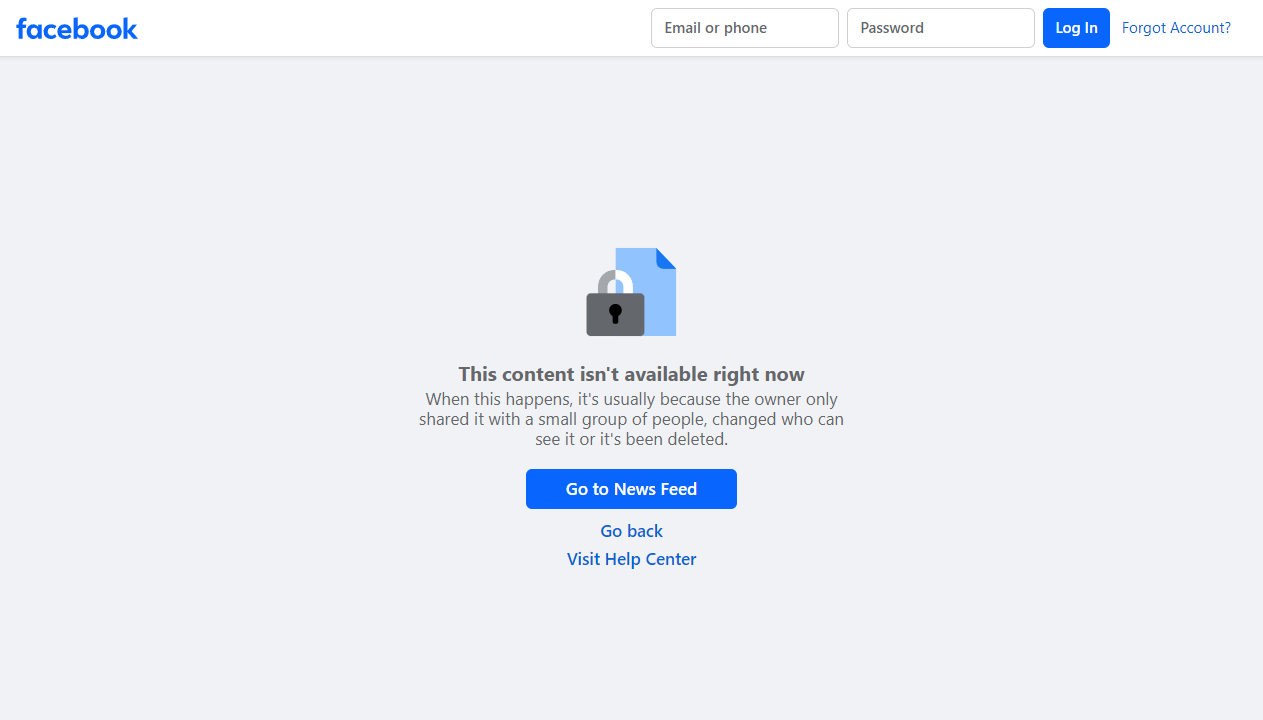 facebook
Email or phone
Password
Log In
Forgot Account?
This content isn't available right now
When this happens, it's usually because the owner only
shared it with a small group of people, changed who can
see it or it's been deleted.
Go to News Feed
Go back
Visit Help Center